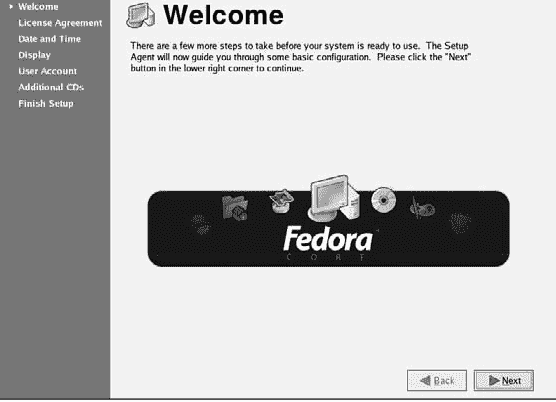 Welcome
License Agreement
Date and Time
Display
User Account
Additional CDs
Finish Setup
Welcome
There are a few more steps to take before your system is ready to use. The Setup
Agent will now guide you through some basic configuration. Please click the "Next"
button in the lower right corner to continue.
Fedora
CORE
Back
Next